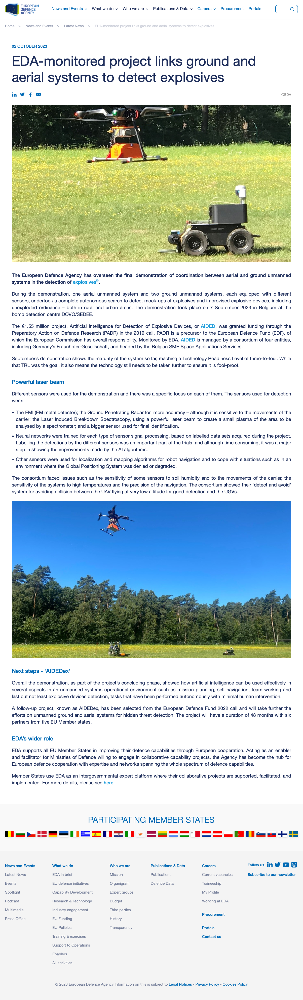 EUROPEAN
DEFENCE
AGENCY
News and Events
What we do
Who we are
Publications & Data
Careers
Procurement
Portals
Home > News and Events > Latest News > EDA-monitored project links ground and aerial systems to detect explosives
02 OCTOBER 2023
EDA-monitored project links ground and
aerial systems to detect explosives
©EDA
The European Defence Agency has overseen the final demonstration of coordination between aerial and ground unmanned
systems in the detection of explosives.
During the demonstration, one aerial unmanned system and two ground unmanned systems, each equipped with different
sensors, undertook a complete autonomous search to detect mock-ups of explosives and improvised explosive devices, including
unexploded ordinance – both in rural and urban areas. The demonstration took place on 7 September 2023 in Belgium at the
bomb detection centre DOVO/SEDEE.
The €1.55 million project, Artificial Intelligence for Detection of Explosive Devices, or AIDED, was granted funding through the
Preparatory Action on Defence Research (PADR) in the 2019 call. PADR is a precursor to the European Defence Fund (EDF), of
which the European Commission has overall responsibility. Monitored by EDA, AIDED is managed by a consortium of four entities,
including Germany's Fraunhofer-Gesellschaft, and headed by the Belgian SME Space Applications Services.
September's demonstration shows the maturity of the system so far, reaching a Technology Readiness Level of three-to-four. While
that TRL was the goal, it also means the technology still needs to be taken further to ensure it is fool-proof.
Powerful laser beam
Different sensors were used for the demonstration and there was a specific focus on each of them. The sensors used for detection
were:
» The EMI (EM metal detector); the Ground Penetrating Radar for more accuracy – although it is sensitive to the movements of the
carrier; the Laser Induced Breakdown Spectroscopy, using a powerful laser beam to create a small plasma of the area to be
analysed by a spectrometer; and a bigger sensor used for final identification.
» Neural networks were trained for each type of sensor signal processing, based on labelled data sets acquired during the project.
Labelling the detections by the different sensors was an important part of the trials, and although time consuming, it was a major
step in showing the improvements made by the AI algorithms.
» Other sensors were used for localization and mapping algorithms for robot navigation and to cope with situations such as in an
environment where the Global Positioning System was denied or degraded.
The consortium faced issues such as the sensitivity of some sensors to soil humidity and to the movements of the carrier, the
sensitivity of the systems to high temperatures and the precision of the navigation. The consortium showed their 'detect and avoid'
system for avoiding collision between the UAV flying at very low altitude for good detection and the UGVs.
Next steps - 'AIDEDex'
Overall the demonstration, as part of the project's concluding phase, showed how artificial intelligence can be used effectively in
several aspects in an unmanned systems operational environment such as mission planning, self navigation, team working and
last but not least explosive devices detection, tasks that have been performed autonomously with minimal human intervention.
A follow-up project, known as AIDEDex, has been selected from the European Defence Fund 2022 call and will take further the
efforts on unmanned ground and aerial systems for hidden threat detection. The project will have a duration of 48 months with six
partners from five EU Member states.
EDA's wider role
EDA supports all EU Member States in improving their defence capabilities through European cooperation. Acting as an enabler
and facilitator for Ministries of Defence willing to engage in collaborative capability projects, the Agency has become the hub for
European defence cooperation with expertise and networks spanning the whole spectrum of defence capabilities.
Member States use EDA as an intergovernmental expert platform where their collaborative projects are supported, facilitated, and
implemented. For more details, please see here.
PARTICIPATING MEMBER STATES
News and Events
Latest News
Events
Spotlight
Podcast
Multimedia
Press Office
What we do
EDA in brief
EU defence initiatives
Capability Development
Research & Technology
Industry engagement
EU Funding
EU Policies
Training & exercises
Support to Operations
Enablers
All activities
Who we are
Mission
Organigram
Expert groups
Budget
Third parties
History
Transparency
Publications & Data
Publications
Defence Data
Careers
Current vacancies
Traineeship
My Profile
Working at EDA
Procurement
Portals
Contact us
Follow us
Subscribe to our newsletter
© 2023 European Defence Agency Information on this is subject to Legal Notices - Privacy Policy - Cookies Policy